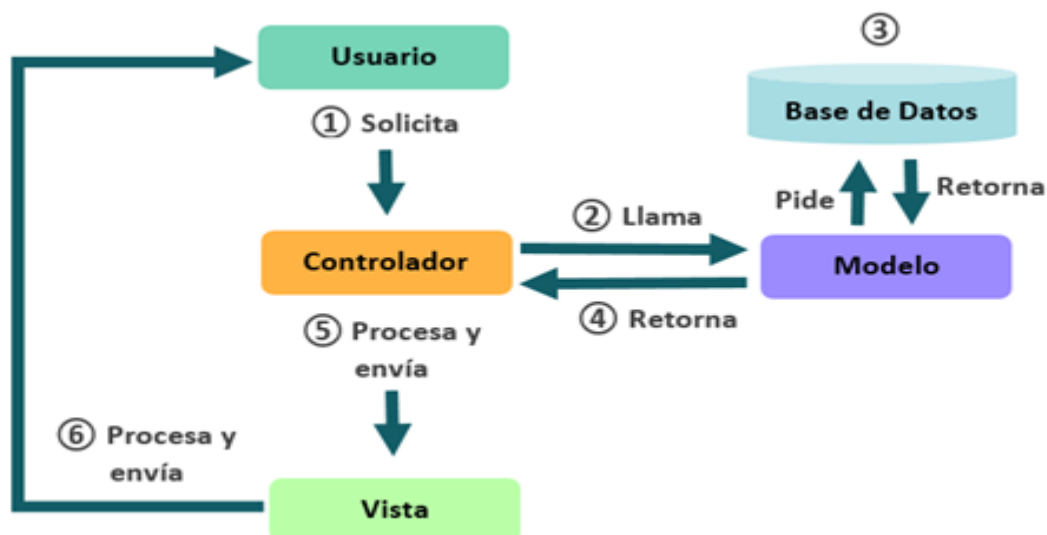 Usuario
① Solicita
③
Base de Datos
Pide
Retorna
② Llama
Controlador
Modelo
④ Retorna
⑤ Procesa y
envía
⑥ Procesa y
envía
Vista